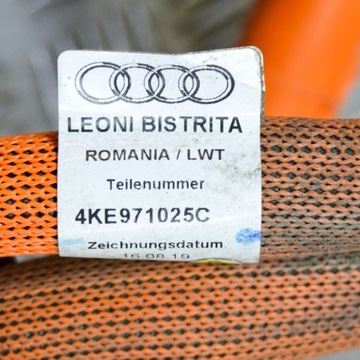 LEONI BISTRITA
ROMANIA / LWT
Teilenummer
4KE971025C
Zeichnungsdatum
16.08.19